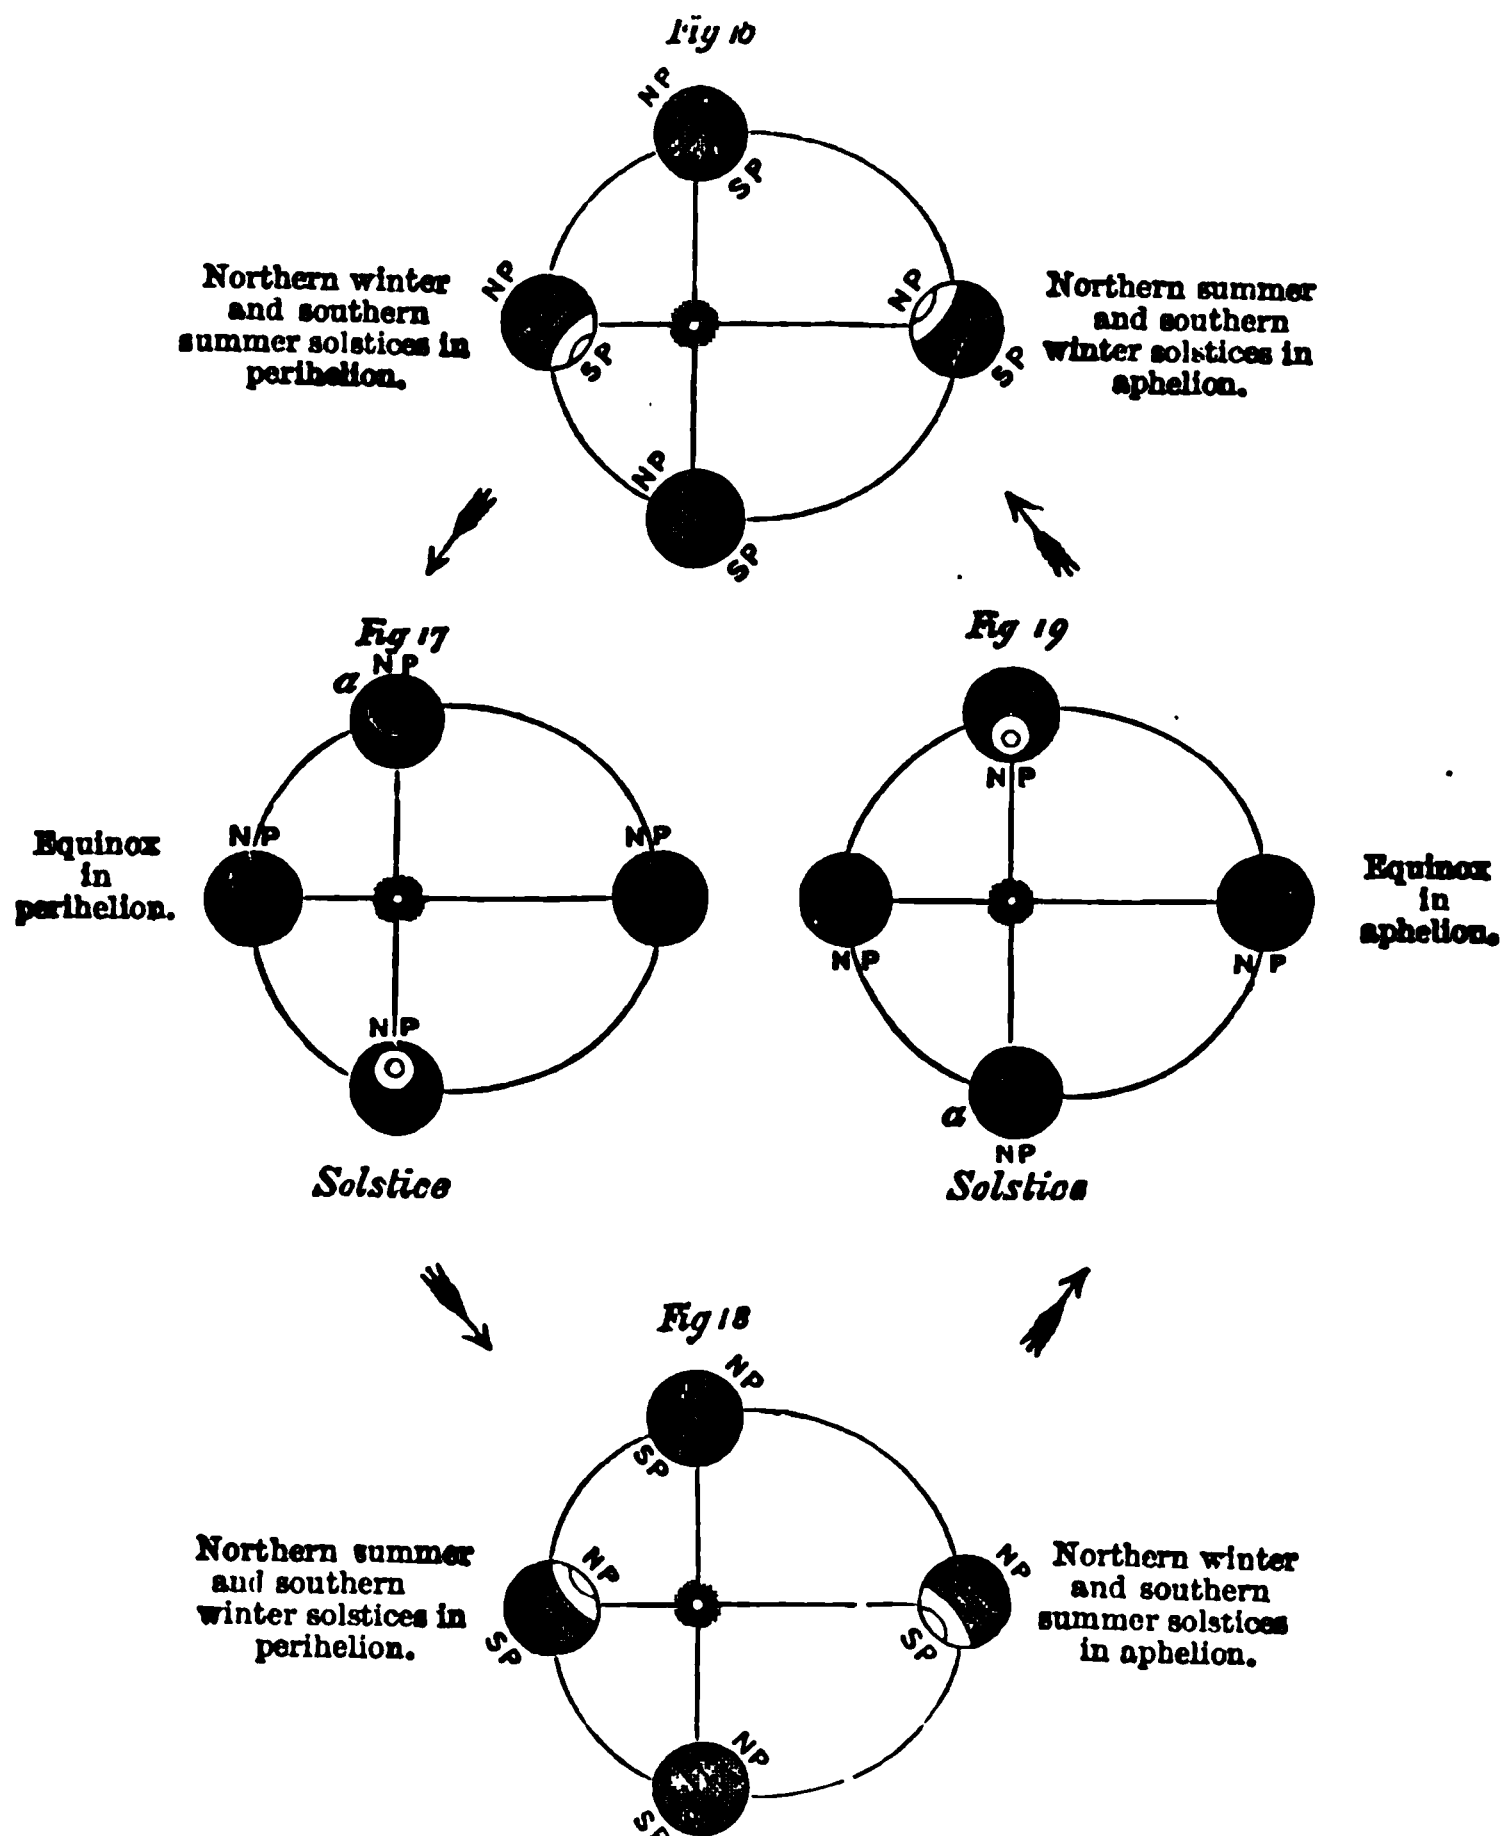 Fig 16
NP
SP
Northern winter
and southern
summer solstices in
perihelion.
NP
SP
NP
SP
Northern summer
and southern
winter solstices in
aphelion.
NP
SP
Fig 17
NP
a
Equinox
in
perihelion.
NP
NP
NP
Solstice
Fig 19
NP
NP
NP
Equinox
in
aphelion.
a
NP
Solstice
Fig 18
NP
SP
Northern summer
and southern
winter solstices in
perihelion.
NP
SP
NP
SP
Northern winter
and southern
summer solstices
in aphelion.
NP
SP